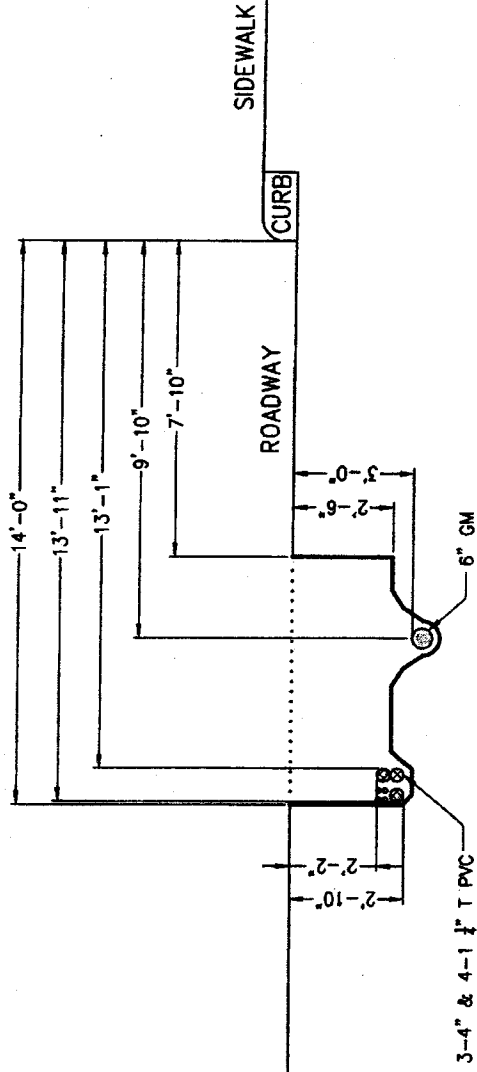 14'-0"
13'-11"
13'-1"
9'-10"
7'-10"
SIDEWALK
CURB
ROADWAY
3'-0"
2'-6"
2'-2"
2'-10"
6" GM
3-4" & 4-1 1/2" T PVC